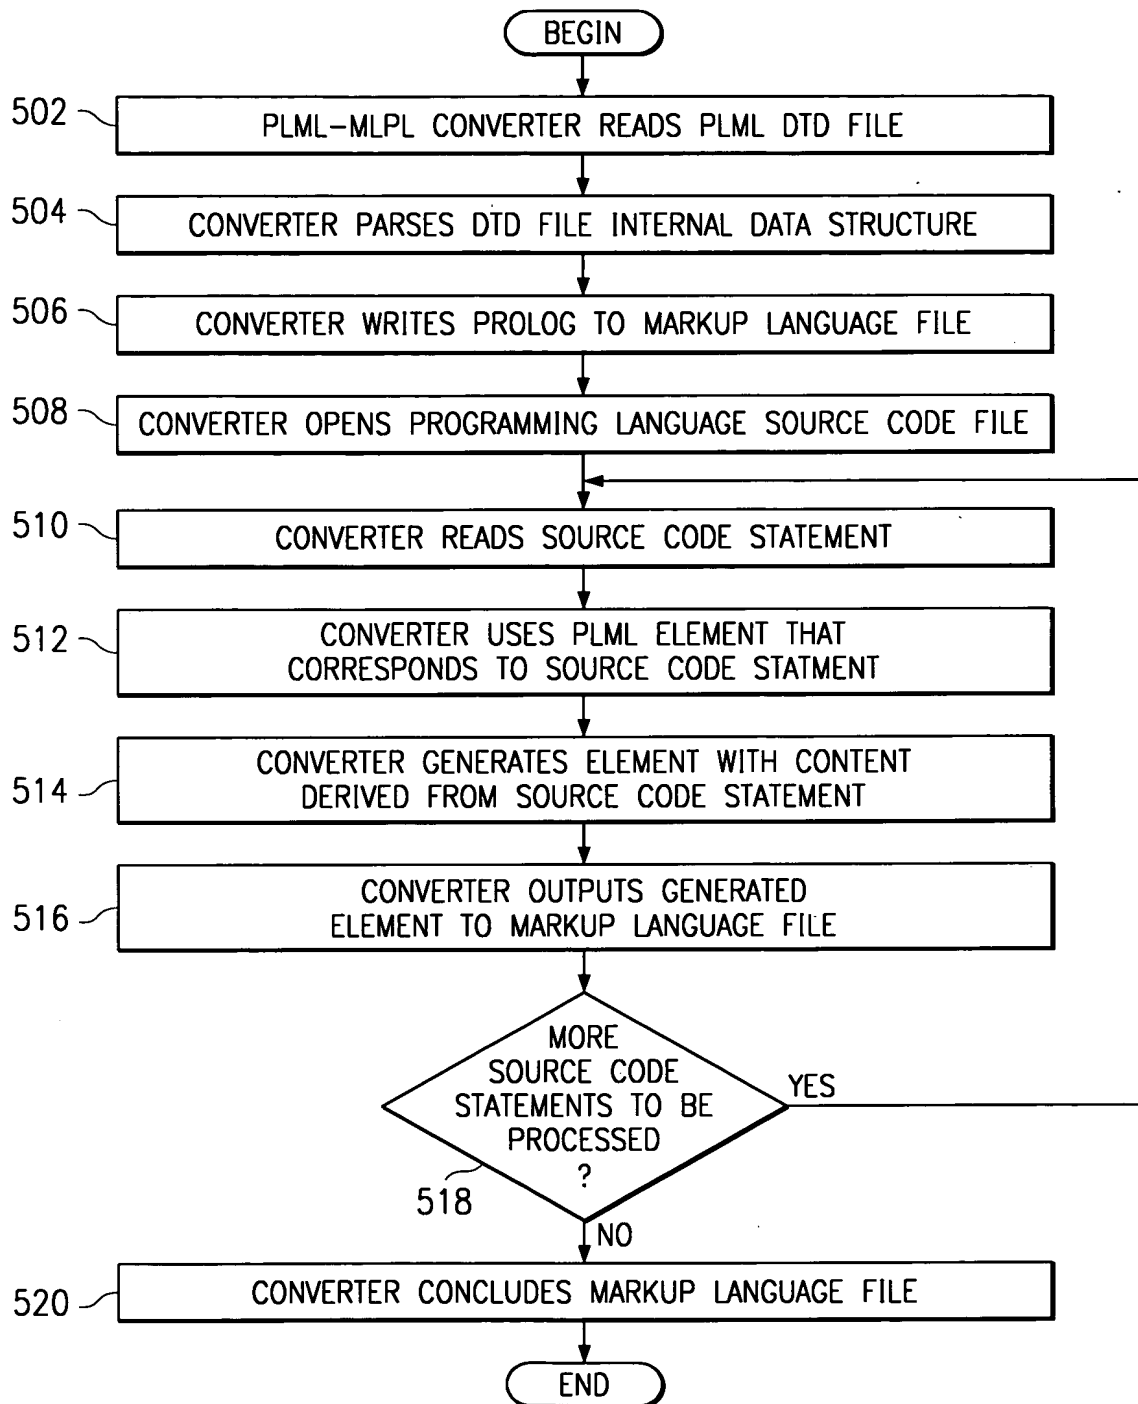 BEGIN
502
PLML-MLPL CONVERTER READS PLML DTD FILE
504
CONVERTER PARSES DTD FILE INTERNAL DATA STRUCTURE
506
CONVERTER WRITES PROLOG TO MARKUP LANGUAGE FILE
508
CONVERTER OPENS PROGRAMMING LANGUAGE SOURCE CODE FILE
510
CONVERTER READS SOURCE CODE STATEMENT
512
CONVERTER USES PLML ELEMENT THAT
CORRESPONDS TO SOURCE CODE STATMENT
514
CONVERTER GENERATES ELEMENT WITH CONTENT
DERIVED FROM SOURCE CODE STATEMENT
516
CONVERTER OUTPUTS GENERATED
ELEMENT TO MARKUP LANGUAGE FILE
MORE
SOURCE CODE
STATEMENTS TO BE
PROCESSED
?
YES
518
NO
520
CONVERTER CONCLUDES MARKUP LANGUAGE FILE
END